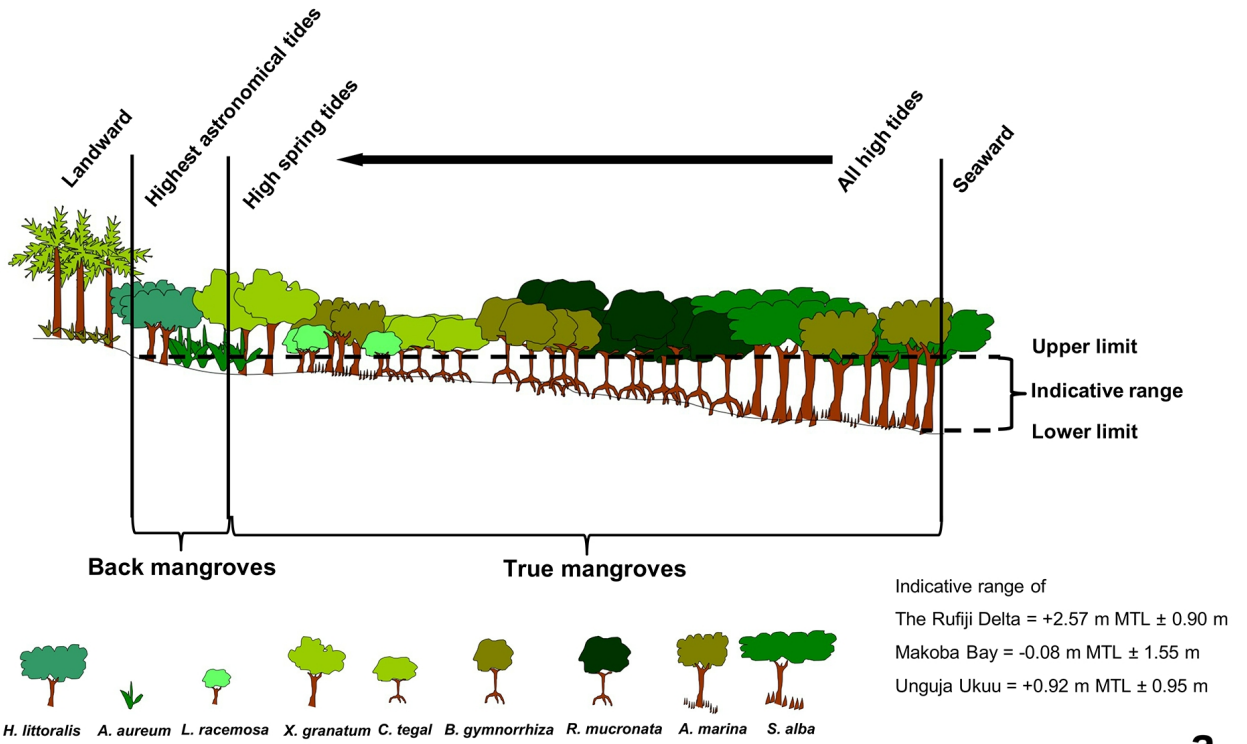 Landward
Highest astronomical tides
High spring tides
All high tides
Seaward
Upper limit
Indicative range
Lower limit
Back mangroves
True mangroves
Indicative range of
The Rufiji Delta = +2.57 m MTL ± 0.90 m
Makoba Bay = -0.08 m MTL ± 1.55 m
Unguja Ukuu = +0.92 m MTL ± 0.95 m
H. littoralis A. aureum L. racemosa X. granatum C. tegal B. gymnorrhiza R. mucronata A. marina S. alba